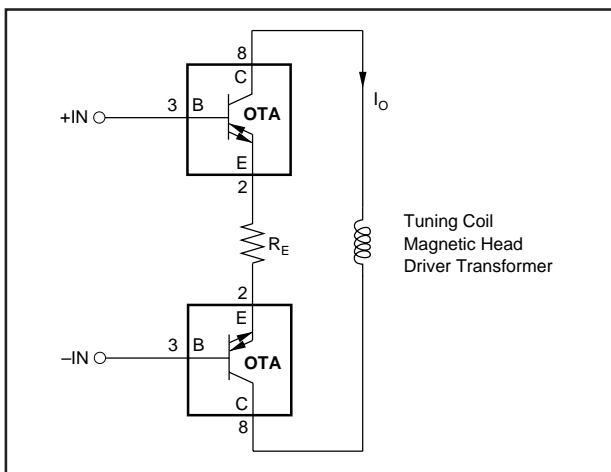 8
C
3 B
+IN
OTA
I_O
E
2
R_E
Tuning Coil
Magnetic Head
Driver Transformer
2
E
3 B
–IN
OTA
C
8